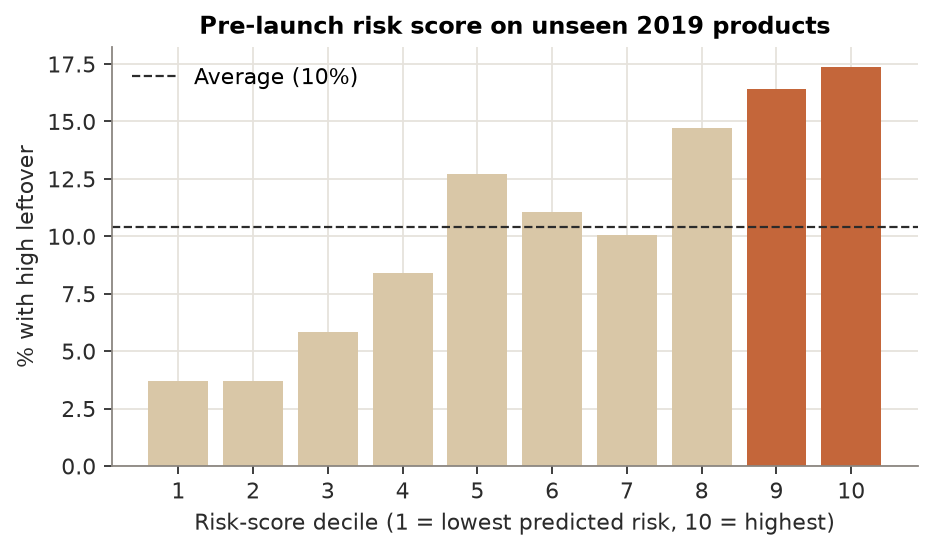 Pre-launch risk score on unseen 2019 products
Average (10%)
% with high leftover
17.5
15.0
12.5
10.0
7.5
5.0
2.5
0.0
1 2 3 4 5 6 7 8 9 10
Risk-score decile (1 = lowest predicted risk, 10 = highest)